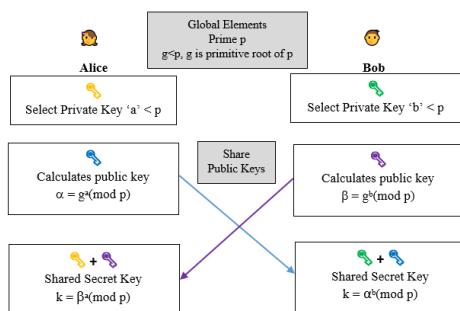 Global Elements
Prime p
g<p, g is primitive root of p
Alice
Bob
Select Private Key ‘a’ < p
Select Private Key ‘b’ < p
Calculates public key
α = gᵃ(mod p)
Share
Public Keys
Calculates public key
β = gᵇ(mod p)
+
Shared Secret Key
k = βᵃ(mod p)
+
Shared Secret Key
k = αᵇ(mod p)